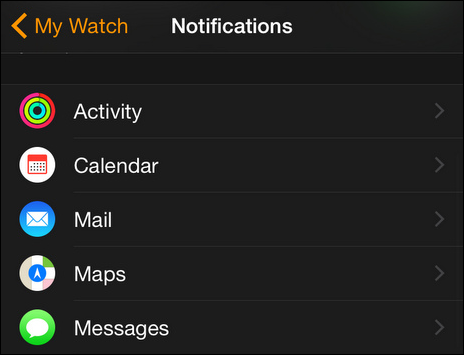 My Watch Notifications
Activity
Calendar
Mail
Maps
Messages